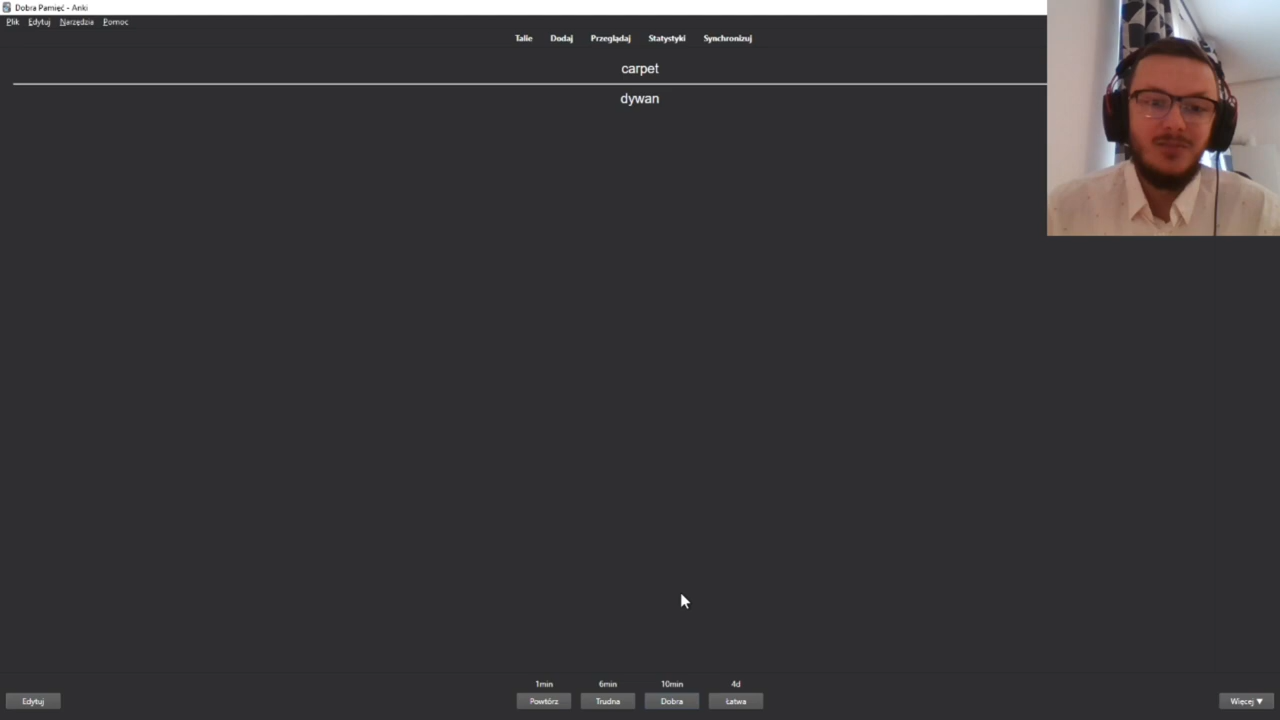 Dobra Pamięć - Anki
Plik Edytuj Narzędzia Pomoc
Talie Dodaj Przeglądaj Statystyki Synchronizuj
carpet
dywan
1min 6min 10min 4d
Edytuj Powtórz Trudna Dobra Łatwa Więcej ▼